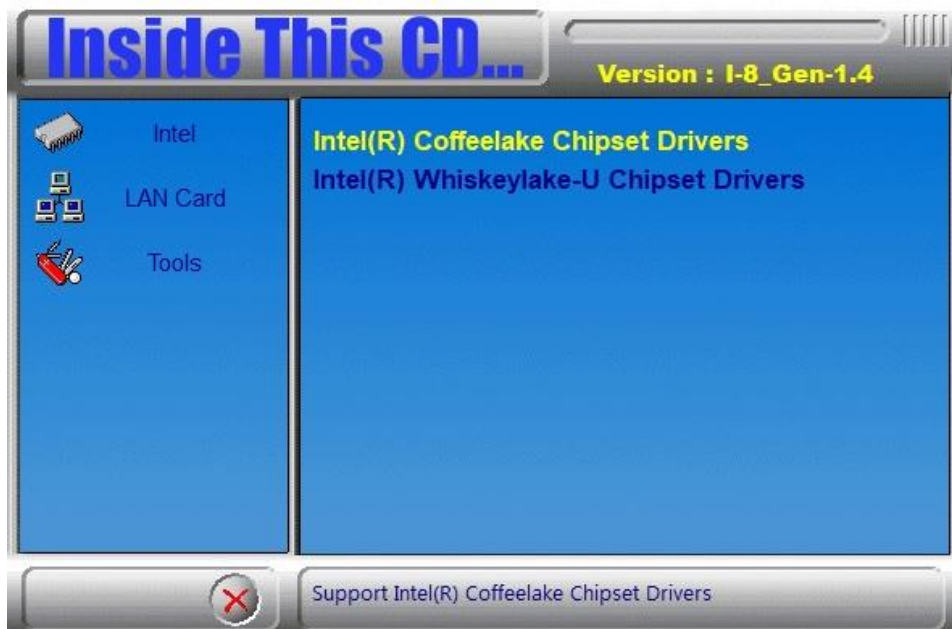 Inside This CD...
Version : I-8_Gen-1.4
Intel
LAN Card
Tools
Intel(R) Coffeelake Chipset Drivers
Intel(R) Whiskeylake-U Chipset Drivers
Support Intel(R) Coffeelake Chipset Drivers